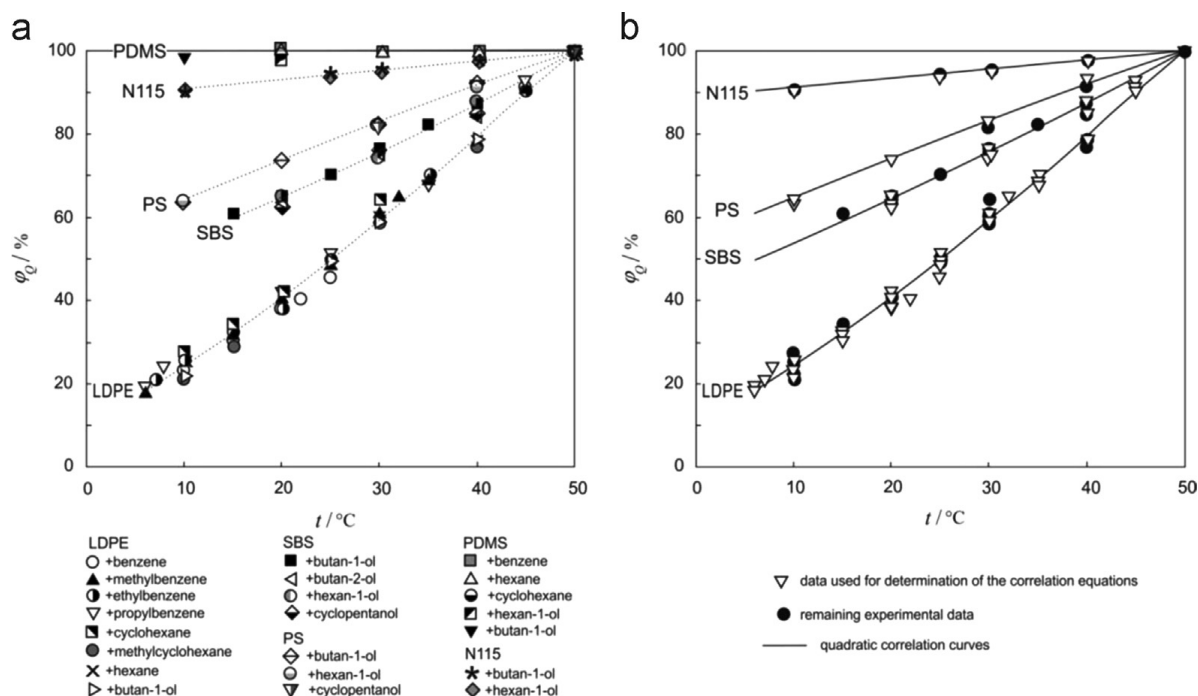 a
b
100
80
60
40
20
0
φQ / %
PDMS
N115
PS
SBS
LDPE
0 10 20 30 40 50
t / °C
100
80
60
40
20
0
φQ / %
N115
PS
SBS
LDPE
0 10 20 30 40 50
t / °C
LDPE
+benzene
+methylbenzene
+ethylbenzene
+propylbenzene
+cyclohexane
+methylcyclohexane
+hexane
+butan-1-ol
SBS
+butan-1-ol
+butan-2-ol
+hexan-1-ol
+cyclopentanol
PS
+butan-1-ol
+hexan-1-ol
+cyclopentanol
PDMS
+benzene
+hexane
+cyclohexane
+hexan-1-ol
+butan-1-ol
N115
+butan-1-ol
+hexan-1-ol
data used for determination of the correlation equations
remaining experimental data
quadratic correlation curves